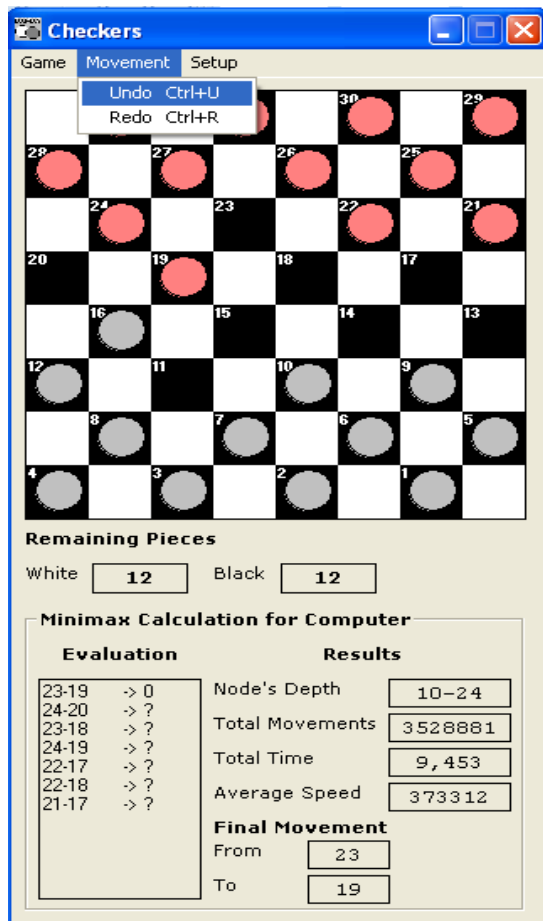 Checkers
Game Movement Setup
Undo Ctrl+U
Redo Ctrl+R
30 29
28 27 26 25
24 23 22 21
20 19 18 17
16 15 14 13
12 11 10 9
8 7 6 5
4 3 2 1
Remaining Pieces
White 12 Black 12
Minimax Calculation for Computer
Evaluation Results
23-19 -> 0
24-20 -> ?
23-18 -> ?
24-19 -> ?
22-17 -> ?
22-18 -> ?
21-17 -> ?
Node's Depth 10-24
Total Movements 3528881
Total Time 9,453
Average Speed 373312
Final Movement
From 23
To 19